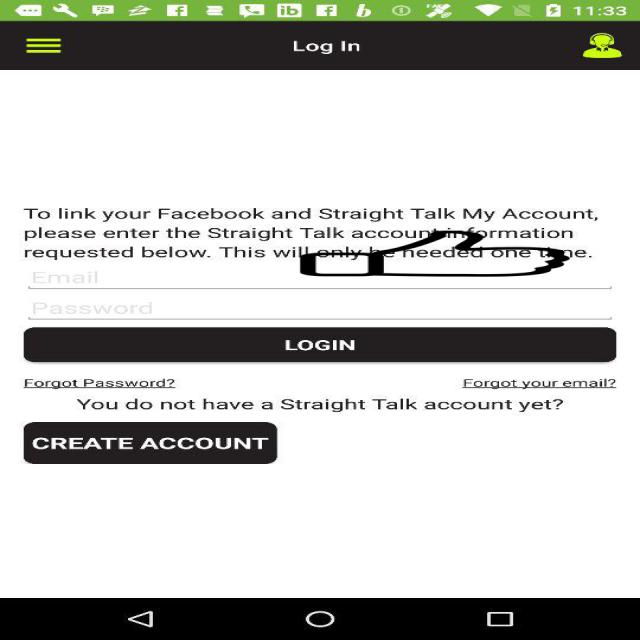 11:33
Log In
To link your Facebook and Straight Talk My Account,
please enter the Straight Talk account information
requested below. This will only be needed one time.
Email
Password
LOGIN
Forgot Password? Forgot your email?
You do not have a Straight Talk account yet?
CREATE ACCOUNT